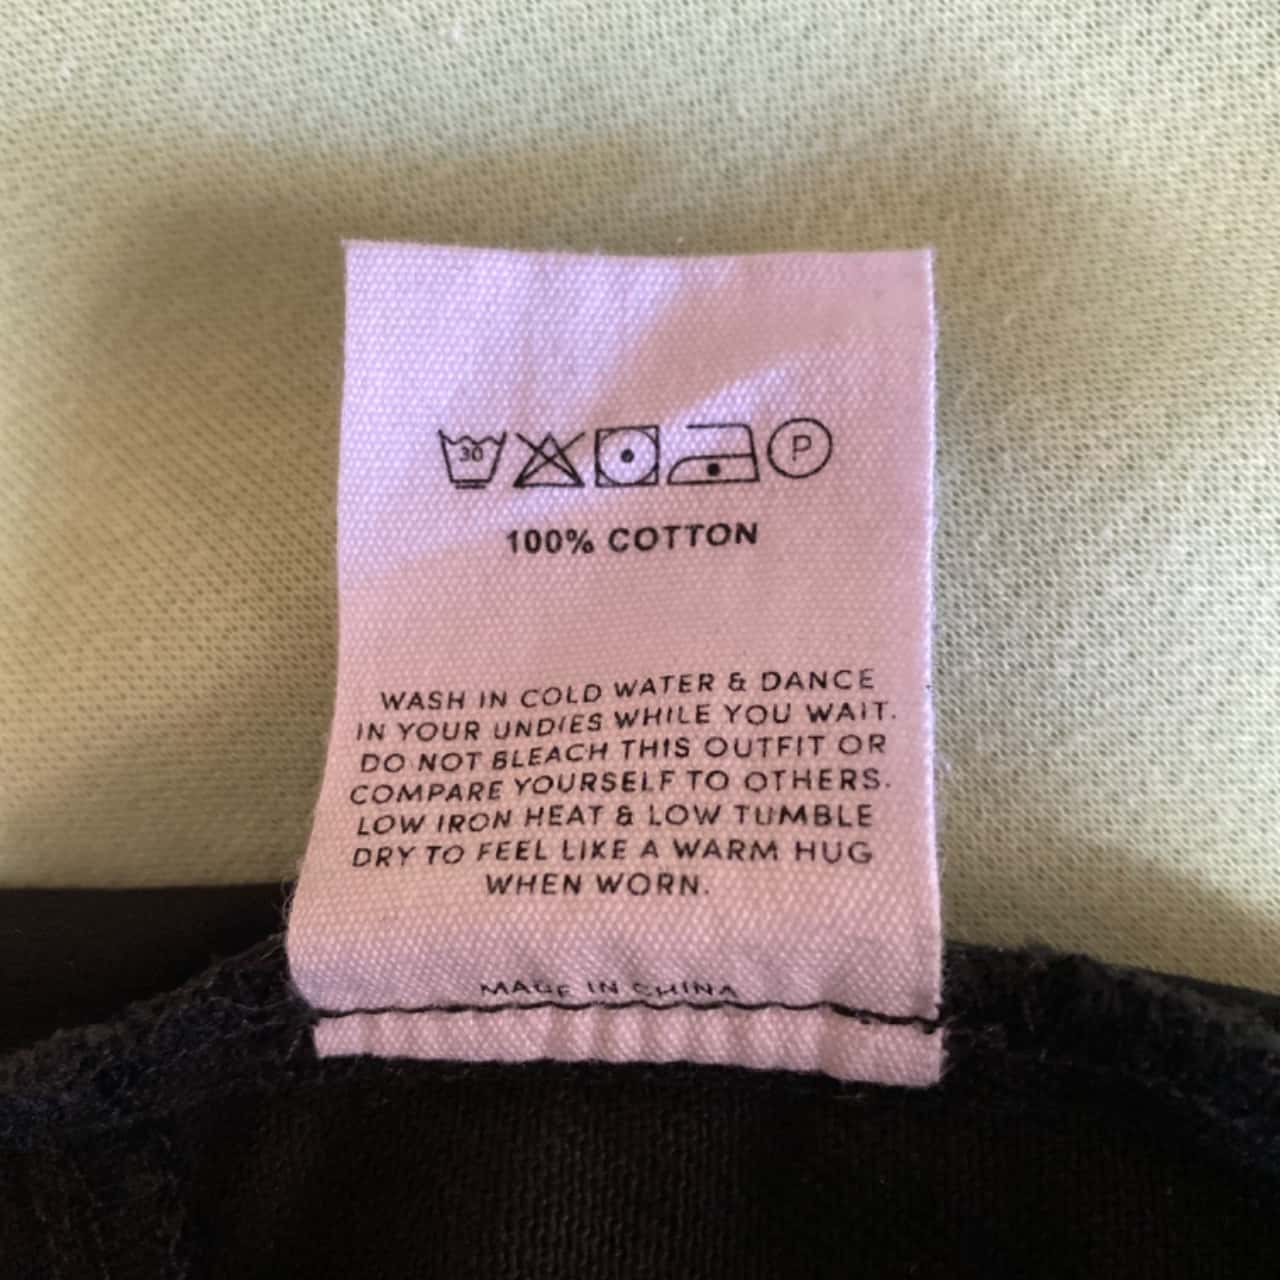 30 P
100% COTTON
WASH IN COLD WATER & DANCE
IN YOUR UNDIES WHILE YOU WAIT.
DO NOT BLEACH THIS OUTFIT OR
COMPARE YOURSELF TO OTHERS.
LOW IRON HEAT & LOW TUMBLE
DRY TO FEEL LIKE A WARM HUG
WHEN WORN.
MADE IN CHINA